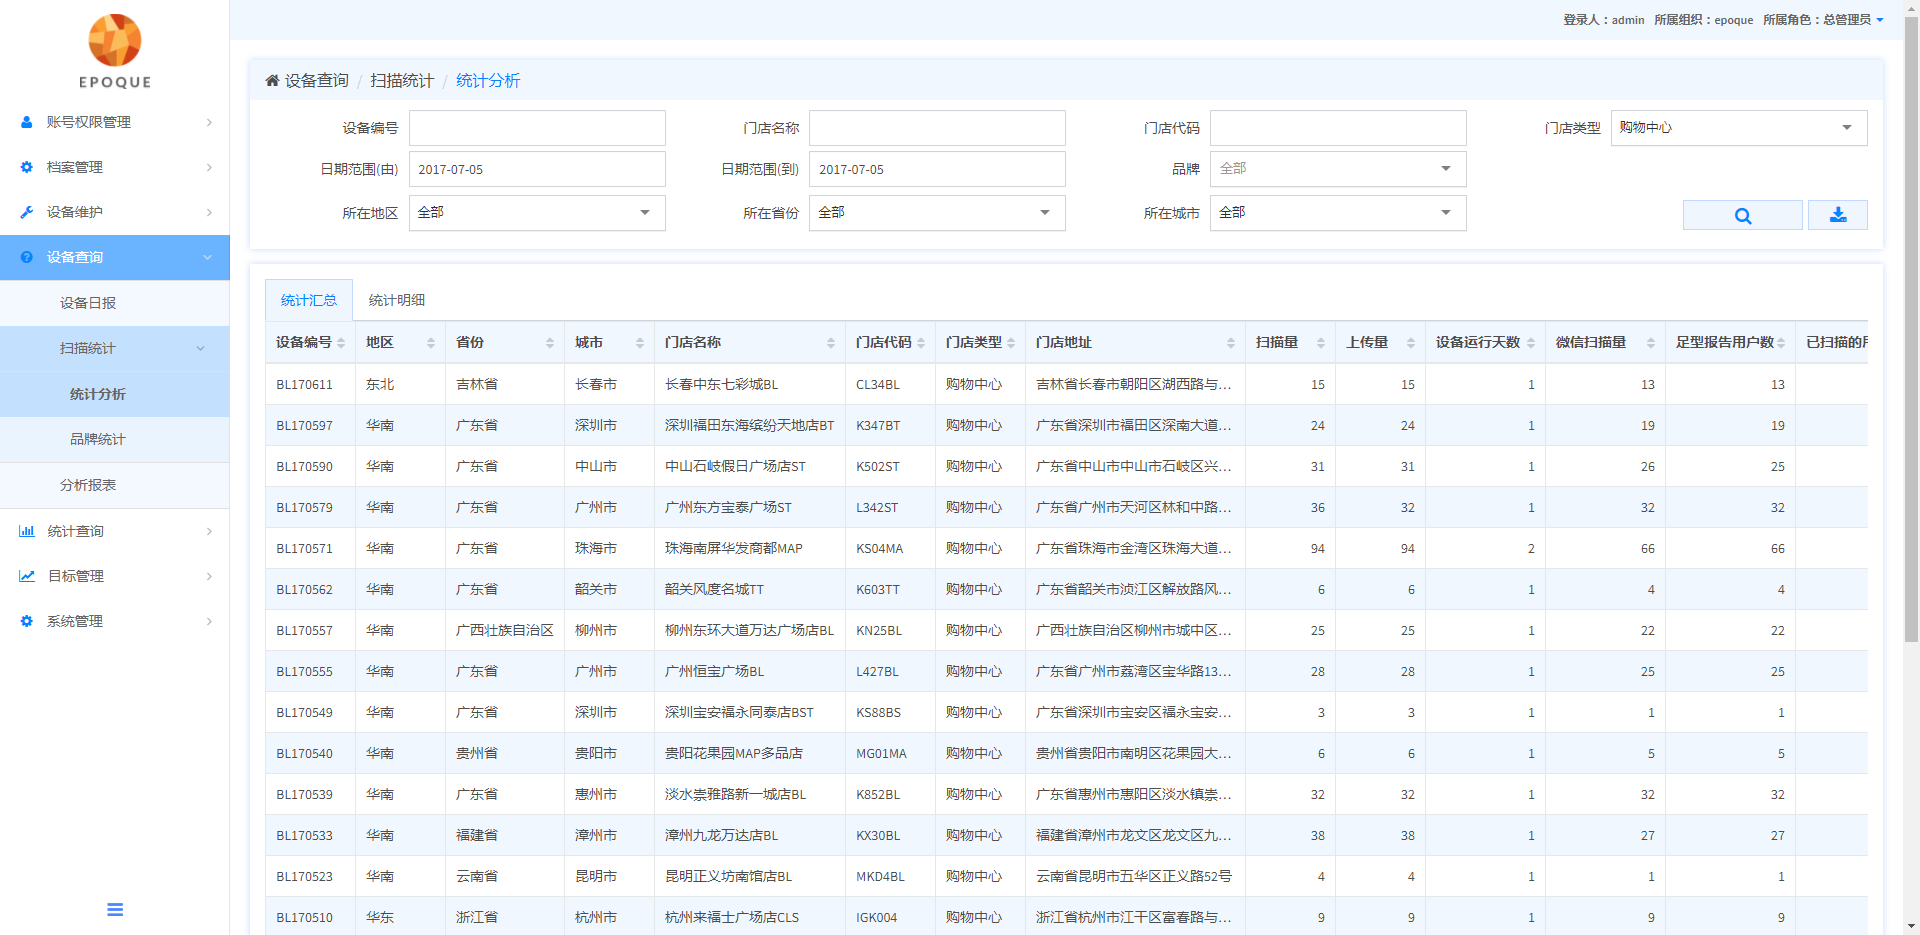 登录人：admin 所属组织：epoque 所属角色：总管理员
EPOQUE
账号权限管理
档案管理
设备维护
设备查询
设备日报
扫描统计
统计分析
品牌统计
分析报表
统计查询
目标管理
系统管理
设备查询 / 扫描统计 / 统计分析
设备编号 门店名称 门店代码 门店类型 购物中心
日期范围(由) 2017-07-05 日期范围(到) 2017-07-05 品牌 全部
所在地区 全部 所在省份 全部 所在城市 全部
统计汇总 统计明细
设备编号 地区 省份 城市 门店名称 门店代码 门店类型 门店地址 扫描量 上传量 设备运行天数 微信扫描量 足型报告用户数 已扫描的
BL170611 东北 吉林省 长春市 长春中东七彩城BL CL34BL 购物中心 吉林省长春市朝阳区湖西路与... 15 15 1 13 13
BL170597 华南 广东省 深圳市 深圳福田东海缤纷天地店BT K347BT 购物中心 广东省深圳市福田区深南大道... 24 24 1 19 19
BL170590 华南 广东省 中山市 中山石岐假日广场店ST K502ST 购物中心 广东省中山市中山市石岐区兴... 31 31 1 26 25
BL170579 华南 广东省 广州市 广州东方宝泰广场ST L342ST 购物中心 广东省广州市天河区林和中路... 36 32 1 32 32
BL170571 华南 广东省 珠海市 珠海南屏华发商都MAP KS04MA 购物中心 广东省珠海市金湾区珠海大道... 94 94 2 66 66
BL170562 华南 广东省 韶关市 韶关风度名城TT K603TT 购物中心 广东省韶关市浈江区解放路风... 6 6 1 4 4
BL170557 华南 广西壮族自治区 柳州市 柳州东环大道万达广场店BL KN25BL 购物中心 广西壮族自治区柳州市城中区... 25 25 1 22 22
BL170555 华南 广东省 广州市 广州恒宝广场BL L427BL 购物中心 广东省广州市荔湾区宝华路13... 28 28 1 25 25
BL170549 华南 广东省 深圳市 深圳宝安福永同泰店BST KS88BS 购物中心 广东省深圳市宝安区福永宝安... 3 3 1 1 1
BL170540 华南 贵州省 贵阳市 贵阳花果园MAP多品店 MG01MA 购物中心 贵州省贵阳市南明区花果园大... 6 6 1 5 5
BL170539 华南 广东省 惠州市 淡水崇雅路新一城店BL K852BL 购物中心 广东省惠州市惠阳区淡水镇崇... 32 32 1 32 32
BL170533 华南 福建省 漳州市 漳州九龙万达店BL KX30BL 购物中心 福建省漳州市龙文区龙文区九... 38 38 1 27 27
BL170523 华南 云南省 昆明市 昆明正义坊南馆店BL MKD4BL 购物中心 云南省昆明市五华区正义路52号 4 4 1 1 1
BL170510 华东 浙江省 杭州市 杭州来福士广场店CLS IGK004 购物中心 浙江省杭州市江干区富春路与... 9 9 1 9 9